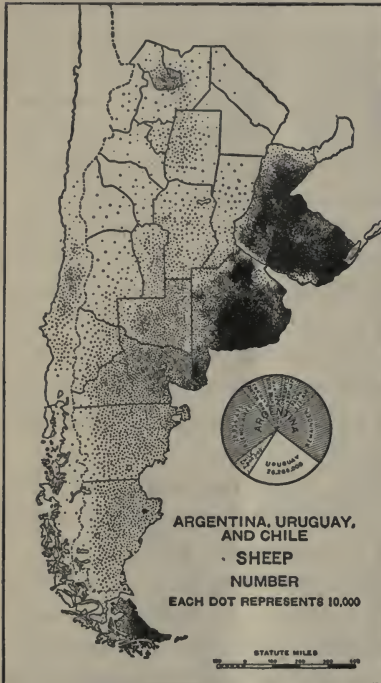 ARGENTINA
URUGUAY
ARGENTINA, URUGUAY,
AND CHILE
SHEEP
NUMBER
EACH DOT REPRESENTS 10,000
STATUTE MILES